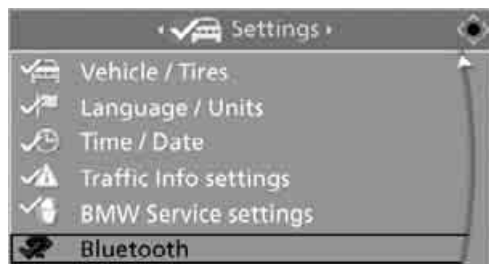 Settings
Vehicle / Tires
Language / Units
Time / Date
Traffic Info settings
BMW Service settings
Bluetooth